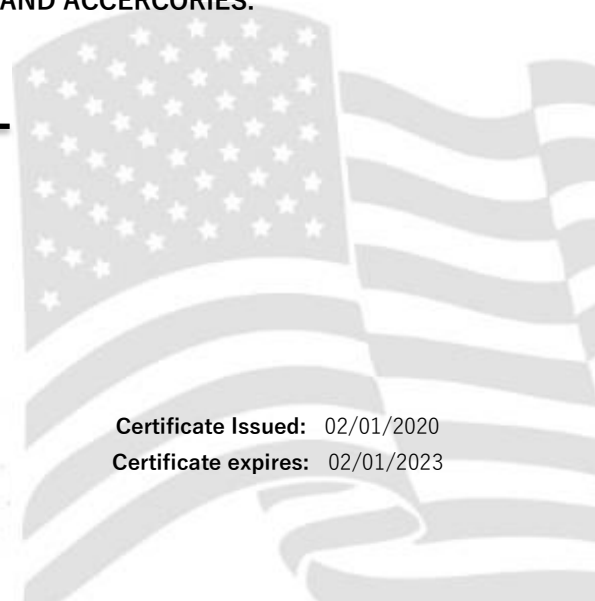 AND ACCERCORIES.
Certificate Issued: 02/01/2020
Certificate expires: 02/01/2023